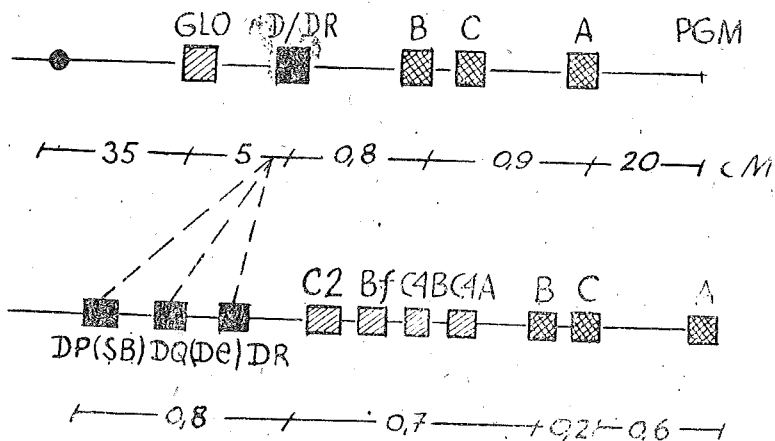 GLO D/DR B C A PGM
35 5 0,8 0,9 20 cM
C2 Bf C4B C4A B C A
DP(SB) DQ(DC) DR
0,8 0,7 0,2 0,6